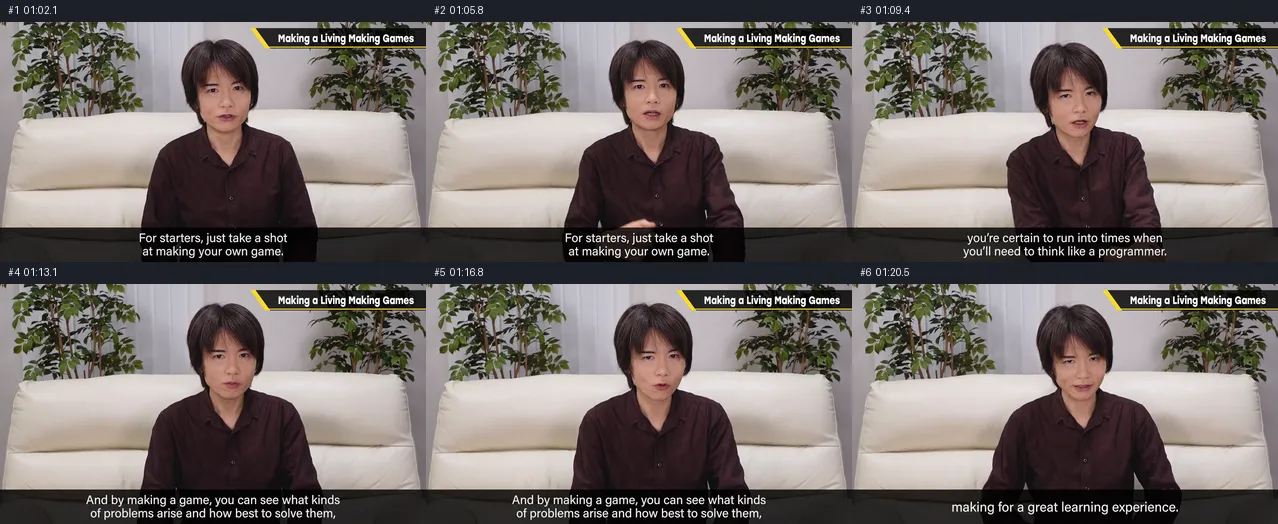 #1 01:02.1
Making a Living Making Games
For starters, just take a shot
at making your own game.
#2 01:05.8
Making a Living Making Games
For starters, just take a shot
at making your own game.
#3 01:09.4
Making a Living Making Games
you're certain to run into times when
you'll need to think like a programmer.
#4 01:13.1
Making a Living Making Games
And by making a game, you can see what kinds
of problems arise and how best to solve them,
#5 01:16.8
Making a Living Making Games
And by making a game, you can see what kinds
of problems arise and how best to solve them,
#6 01:20.5
Making a Living Making Games
making for a great learning experience.